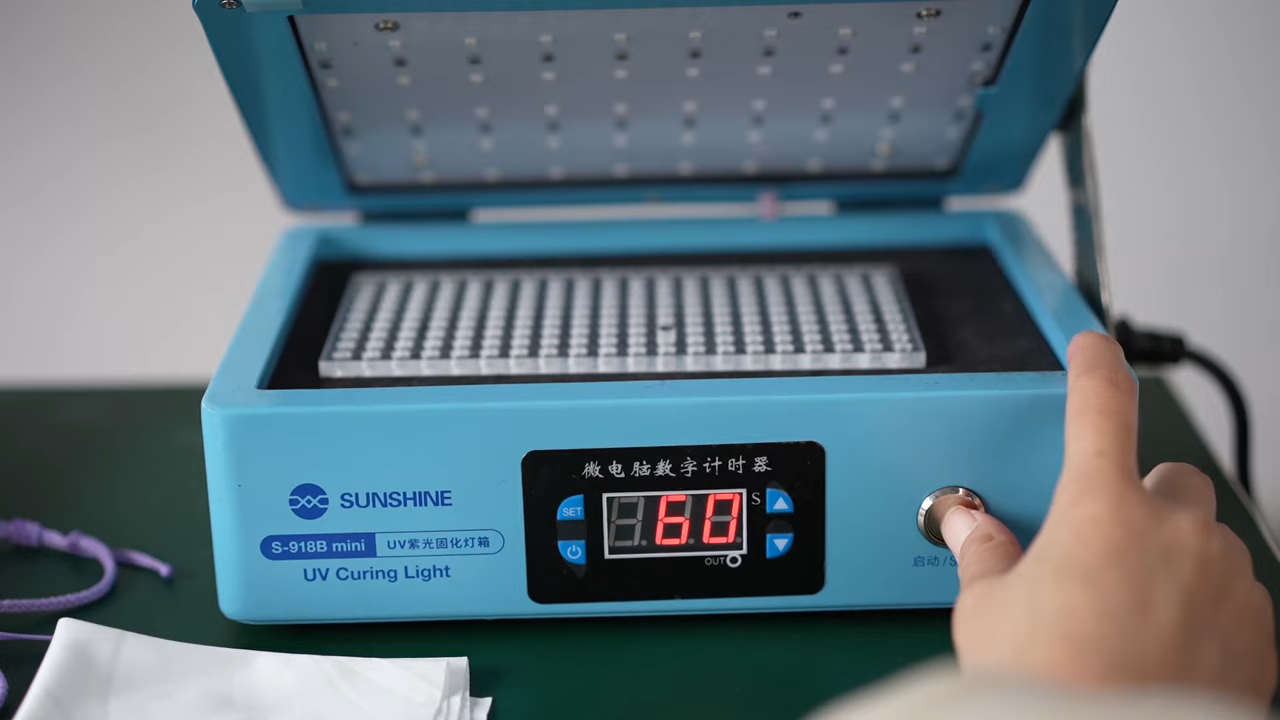 SUNSHINE
S-918B mini UV紫光固化灯箱
UV Curing Light
微电脑数字计时器
SET
60 S
OUT
启动/S